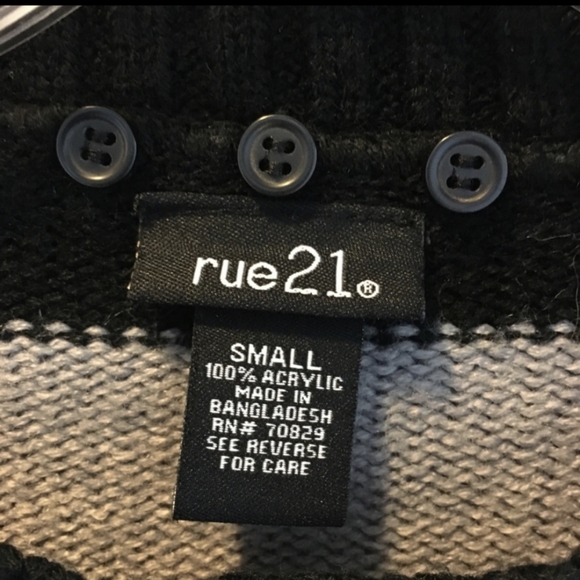 rue21®
SMALL
100% ACRYLIC
MADE IN
BANGLADESH
RN# 70829
SEE REVERSE
FOR CARE